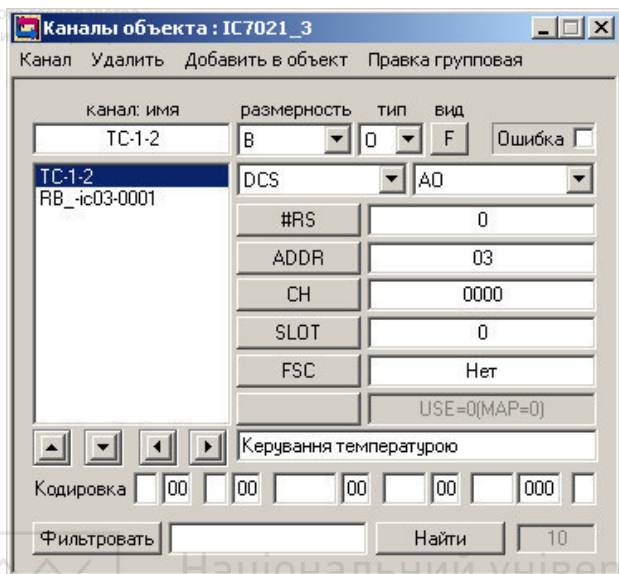 Каналы объекта : IC7021_3
Канал Удалить Добавить в объект Правка групповая
канал: имя размерность тип вид
TC-1-2 В О F Ошибка
TC-1-2 DCS AO
RB_-ic03-0001
#RS 0
ADDR 03
CH 0000
SLOT 0
FSC Нет
USE=0(MAP=0)
Керування температурою
Кодировка 00 00 00 00 000
Фильтровать Найти 10
Національний універ